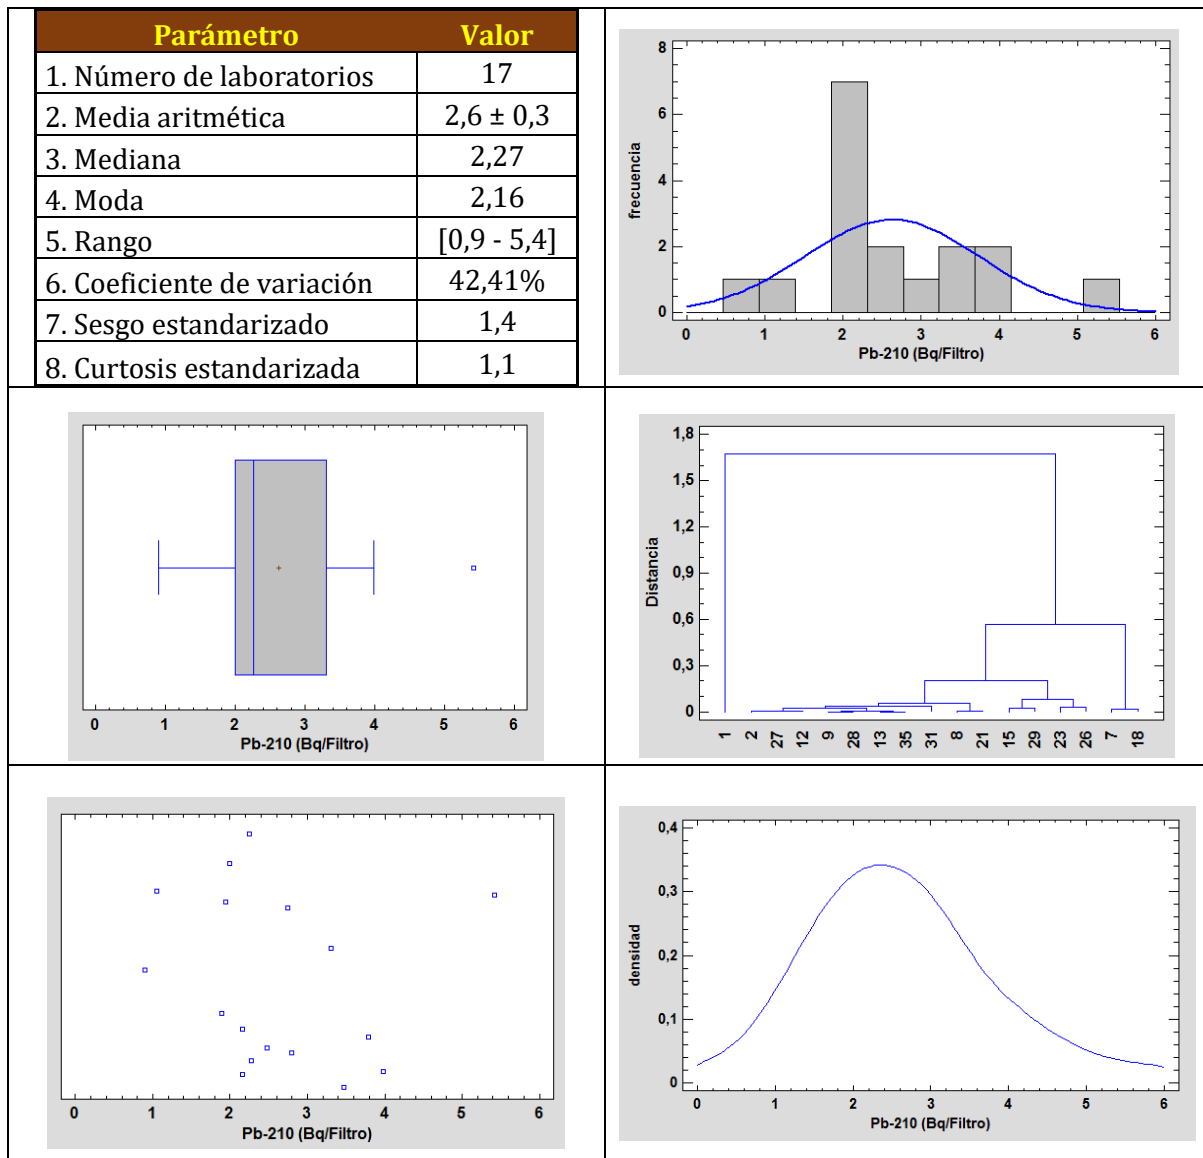 Parámetro Valor
1. Número de laboratorios 17
2. Media aritmética 2,6 ± 0,3
3. Mediana 2,27
4. Moda 2,16
5. Rango [0,9 - 5,4]
6. Coeficiente de variación 42,41%
7. Sesgo estandarizado 1,4
8. Curtosis estandarizada 1,1
8
6
4
2
0
frecuencia
0 1 2 3 4 5 6
Pb-210 (Bq/Filtro)
0 1 2 3 4 5 6
Pb-210 (Bq/Filtro)
1,8
1,5
1,2
0,9
0,6
0,3
0
Distancia
1 2 27 12 9 28 13 35 31 8 21 15 29 23 26 7 18
0 1 2 3 4 5 6
Pb-210 (Bq/Filtro)
0,4
0,3
0,2
0,1
0
densidad
0 1 2 3 4 5 6
Pb-210 (Bq/Filtro)